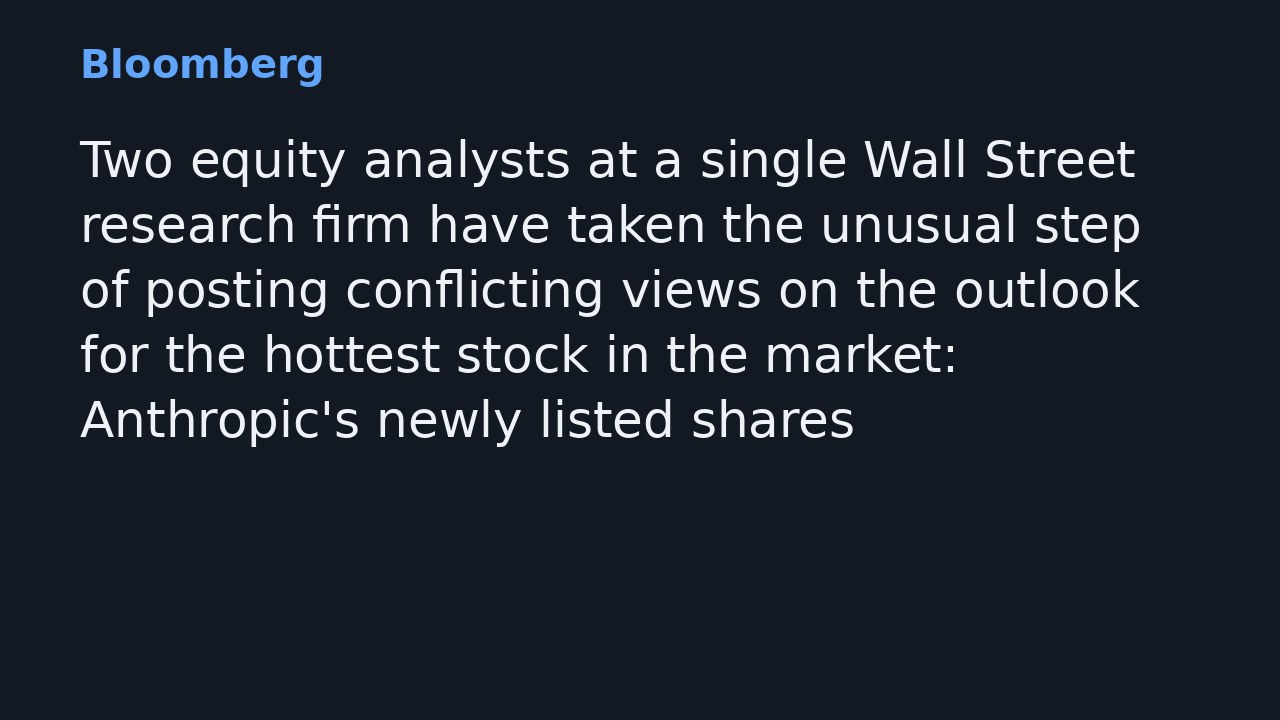 Bloomberg
Two equity analysts at a single Wall Street
research firm have taken the unusual step
of posting conflicting views on the outlook
for the hottest stock in the market:
Anthropic's newly listed shares